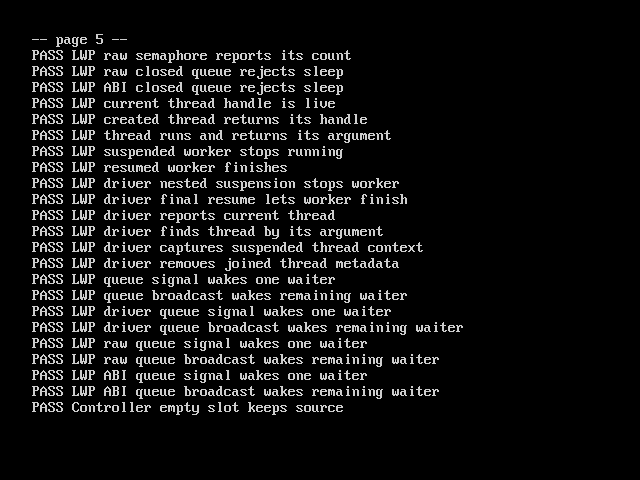 -- page 5 --
PASS LWP raw semaphore reports its count
PASS LWP raw closed queue rejects sleep
PASS LWP ABI closed queue rejects sleep
PASS LWP current thread handle is live
PASS LWP created thread returns its handle
PASS LWP thread runs and returns its argument
PASS LWP suspended worker stops running
PASS LWP resumed worker finishes
PASS LWP driver nested suspension stops worker
PASS LWP driver final resume lets worker finish
PASS LWP driver reports current thread
PASS LWP driver finds thread by its argument
PASS LWP driver captures suspended thread context
PASS LWP driver removes joined thread metadata
PASS LWP queue signal wakes one waiter
PASS LWP queue broadcast wakes remaining waiter
PASS LWP driver queue signal wakes one waiter
PASS LWP driver queue broadcast wakes remaining waiter
PASS LWP raw queue signal wakes one waiter
PASS LWP raw queue broadcast wakes remaining waiter
PASS LWP ABI queue signal wakes one waiter
PASS LWP ABI queue broadcast wakes remaining waiter
PASS Controller empty slot keeps source